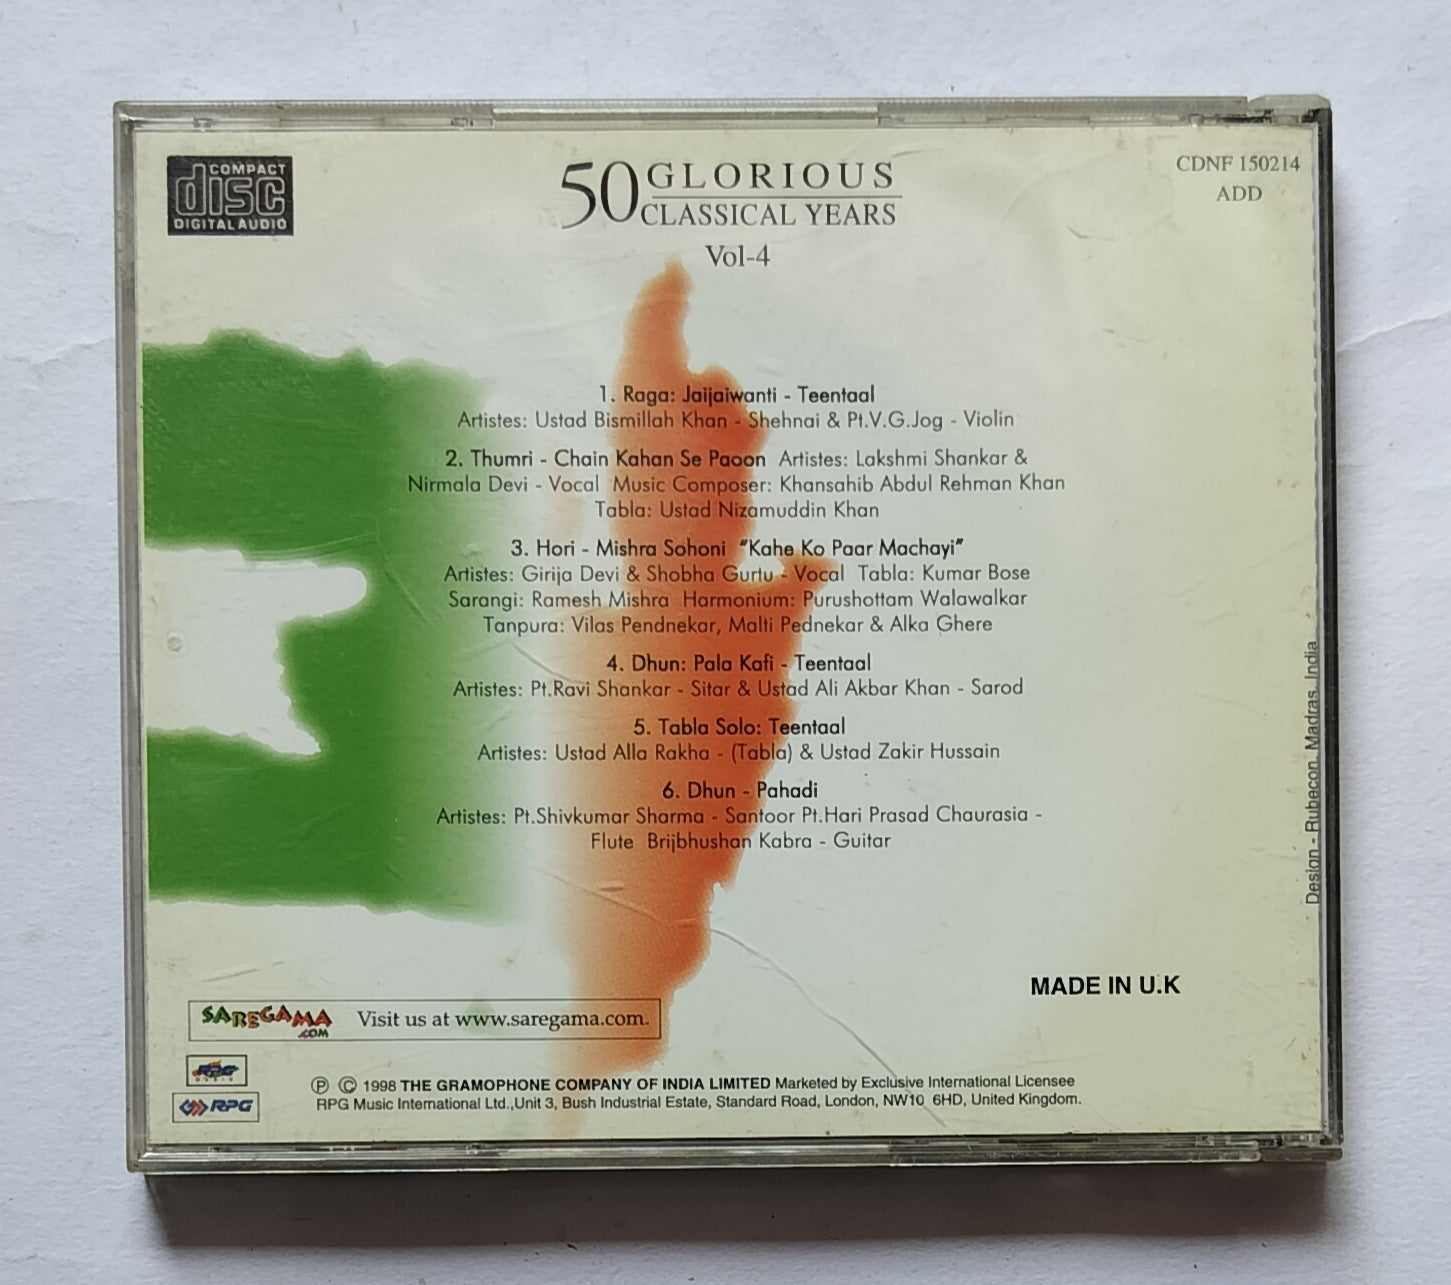 COMPACT
disc
DIGITAL AUDIO
50 GLORIOUS
CLASSICAL YEARS
Vol-4
CDNF 150214
ADD
1. Raga: Jaijaiwanti - Teentaal
Artistes: Ustad Bismillah Khan - Shehnai & Pt.V.G.Jog - Violin
2. Thumri - Chain Kahan Se Paoon Artistes: Lakshmi Shankar &
Nirmala Devi - Vocal Music Composer: Khansahib Abdul Rehman Khan
Tabla: Ustad Nizamuddin Khan
3. Hori - Mishra Sohoni "Kahe Ko Paar Machayi"
Artistes: Girija Devi & Shobha Gurtu - Vocal Tabla: Kumar Bose
Sarangi: Ramesh Mishra Harmonium: Purushottam Walawalkar
Tanpura: Vilas Pendnekar, Malti Pednekar & Alka Ghere
4. Dhun: Pala Kafi - Teentaal
Artistes: Pt.Ravi Shankar - Sitar & Ustad Ali Akbar Khan - Sarod
5. Tabla Solo: Teentaal
Artistes: Ustad Alla Rakha - (Tabla) & Ustad Zakir Hussain
6. Dhun - Pahadi
Artistes: Pt.Shivkumar Sharma - Santoor Pt.Hari Prasad Chaurasia -
Flute Brijbhushan Kabra - Guitar
Design - Rubecon, Madras, India
MADE IN U.K
SAREGAMA
.COM
Visit us at www.saregama.com.
RPG
MUSIC
RPG
℗ © 1998 THE GRAMOPHONE COMPANY OF INDIA LIMITED Marketed by Exclusive International Licensee
RPG Music International Ltd.,Unit 3, Bush Industrial Estate, Standard Road, London, NW10 6HD, United Kingdom.